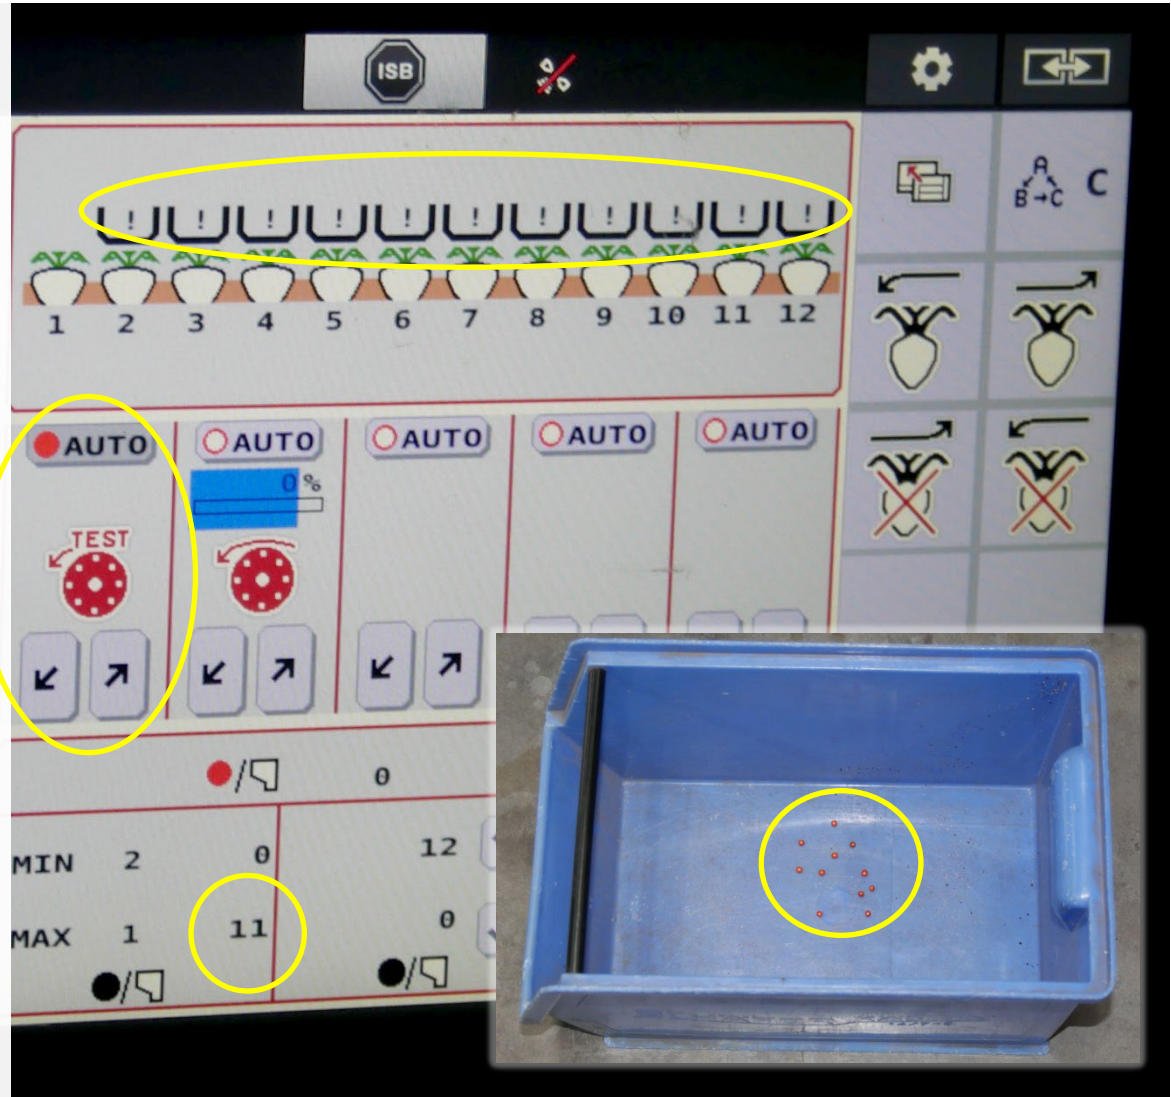 ISB
A
B → C C
! ! ! ! ! ! ! ! ! ! !
1 2 3 4 5 6 7 8 9 10 11 12
AUTO AUTO AUTO AUTO AUTO
0 %
TEST
/ 0
MIN 2 0 12
MAX 1 11 0
/ /